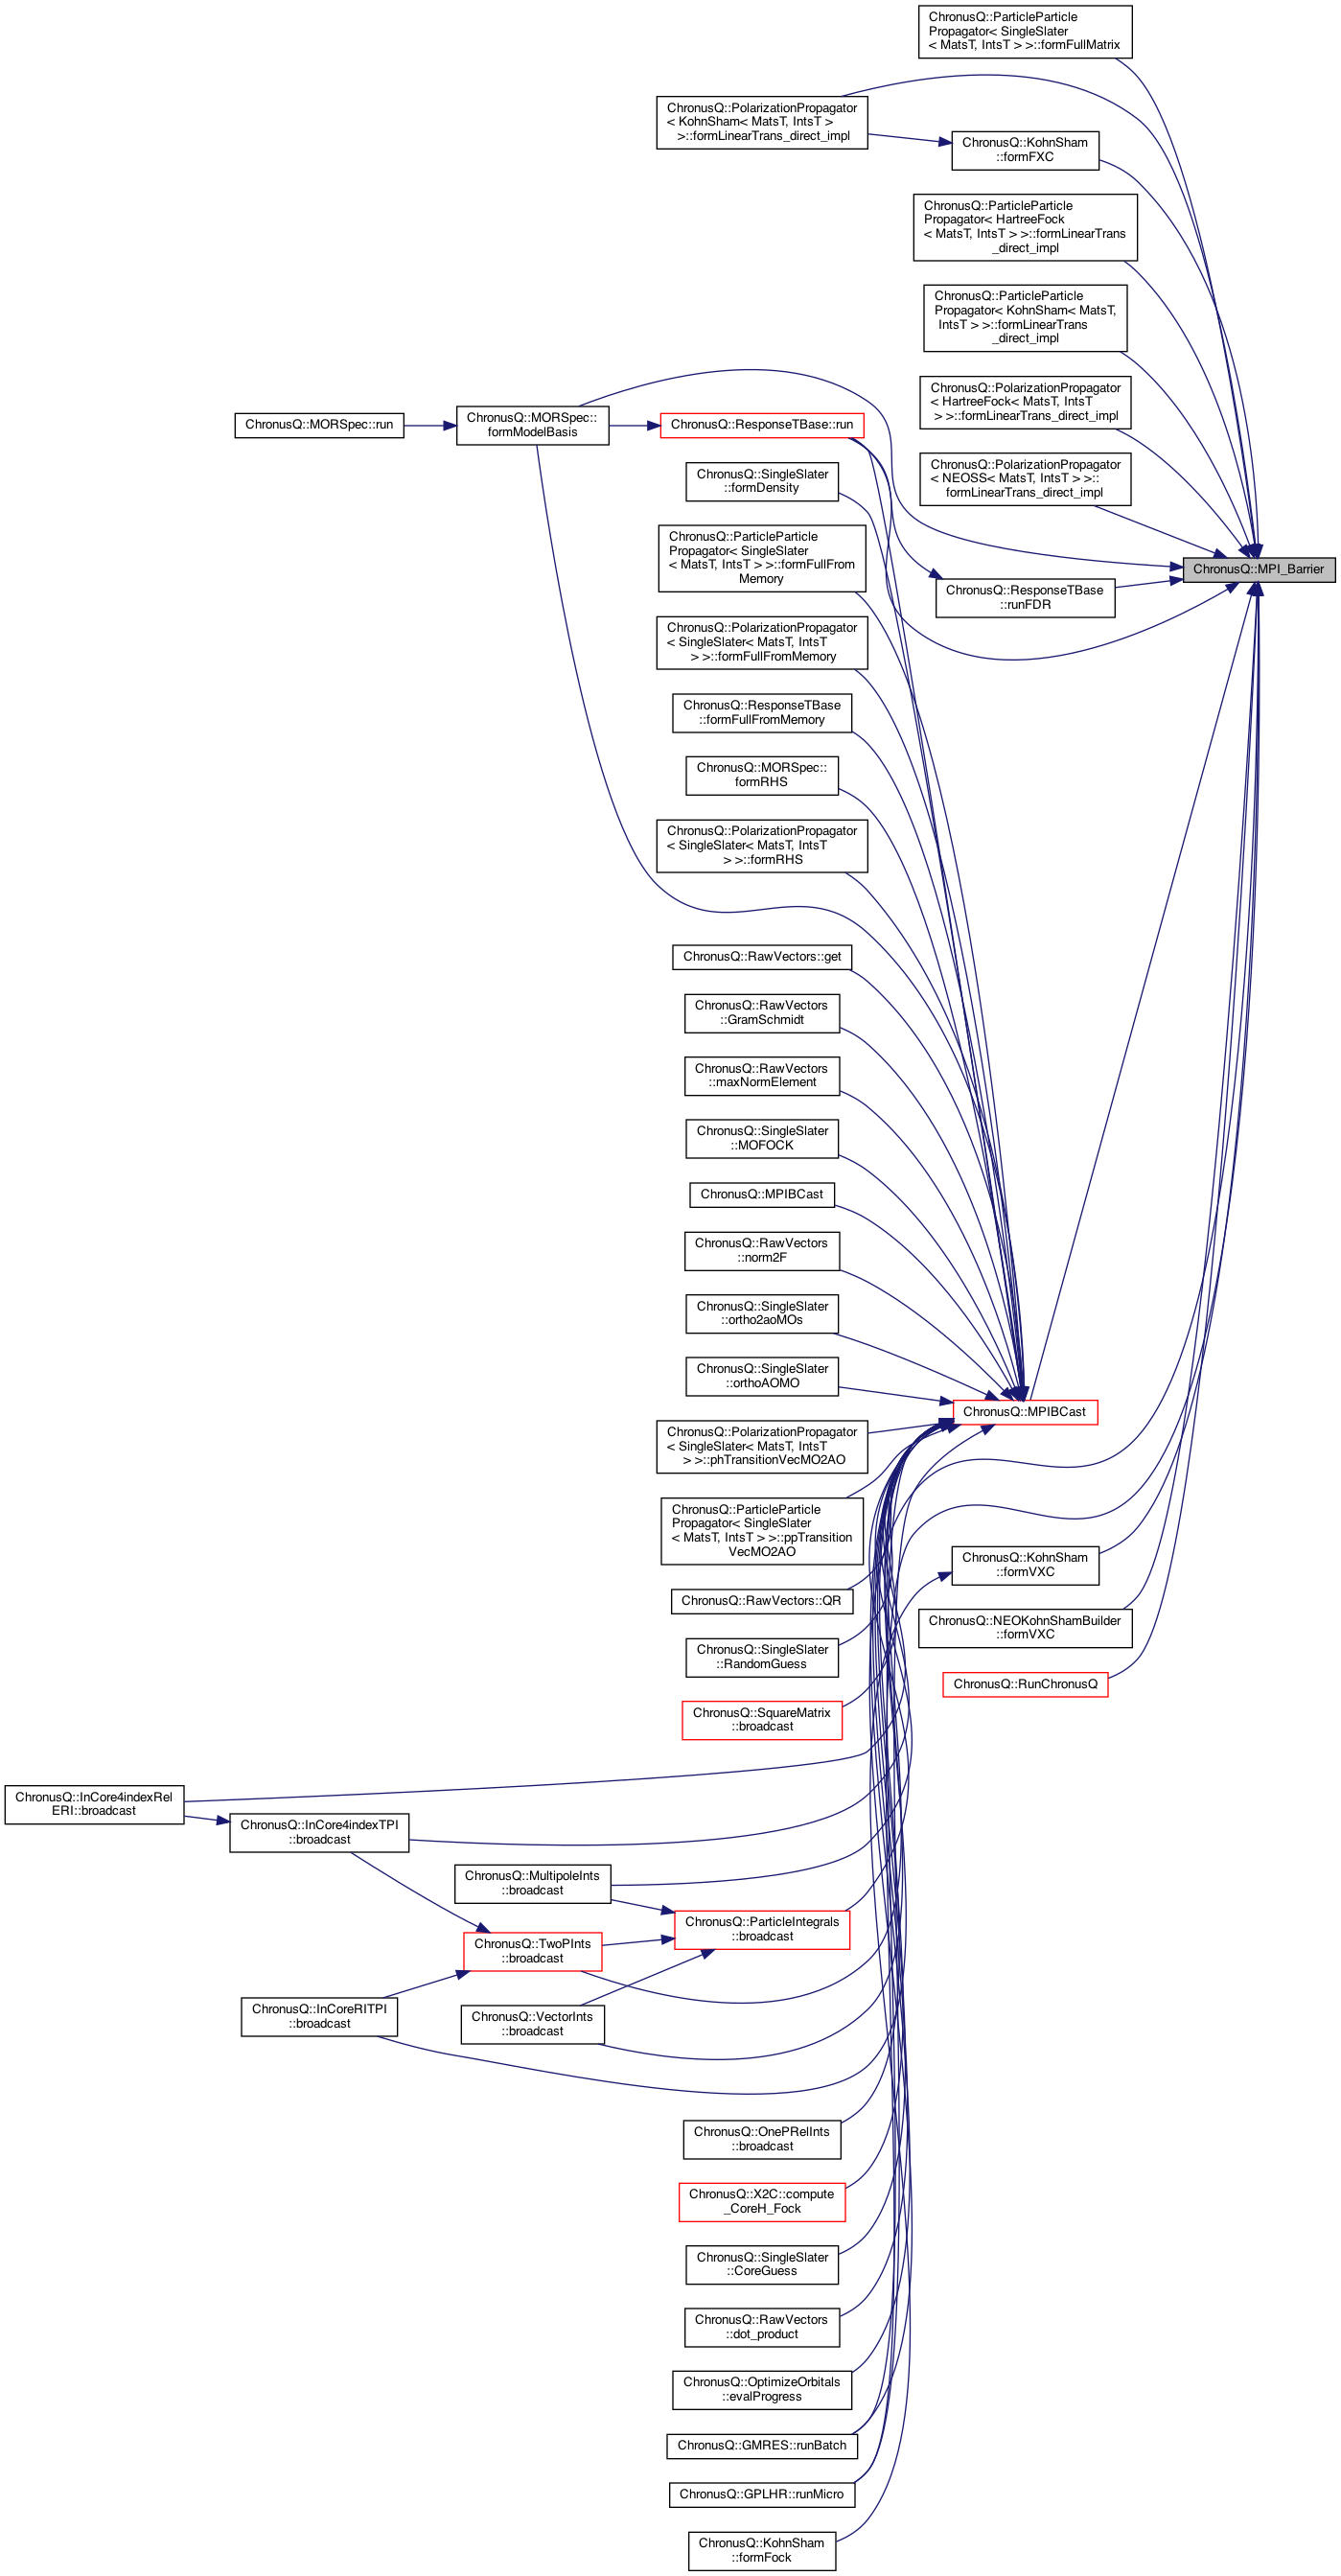 ChronusQ::ParticleParticle
Propagator< SingleSlater
< MatsT, IntsT > >::formFullMatrix
ChronusQ::PolarizationPropagator
< KohnSham< MatsT, IntsT >
>::formLinearTrans_direct_impl
ChronusQ::KohnSham
::formFXC
ChronusQ::ParticleParticle
Propagator< HartreeFock
< MatsT, IntsT > >::formLinearTrans
_direct_impl
ChronusQ::ParticleParticle
Propagator< KohnSham< MatsT,
IntsT > >::formLinearTrans
_direct_impl
ChronusQ::PolarizationPropagator
< HartreeFock< MatsT, IntsT
> >::formLinearTrans_direct_impl
ChronusQ::MORSpec::run
ChronusQ::MORSpec::
formModelBasis
ChronusQ::ResponseTBase::run
ChronusQ::PolarizationPropagator
< NEOSS< MatsT, IntsT > >::
formLinearTrans_direct_impl
ChronusQ::SingleSlater
::formDensity
ChronusQ::ParticleParticle
Propagator< SingleSlater
< MatsT, IntsT > >::formFullFrom
Memory
ChronusQ::MPI_Barrier
ChronusQ::ResponseTBase
::runFDR
ChronusQ::PolarizationPropagator
< SingleSlater< MatsT, IntsT
> >::formFullFromMemory
ChronusQ::ResponseTBase
::formFullFromMemory
ChronusQ::MORSpec::
formRHS
ChronusQ::PolarizationPropagator
< SingleSlater< MatsT, IntsT
> >::formRHS
ChronusQ::RawVectors::get
ChronusQ::RawVectors
::GramSchmidt
ChronusQ::RawVectors
::maxNormElement
ChronusQ::SingleSlater
::MOFOCK
ChronusQ::MPIBCast
ChronusQ::RawVectors
::norm2F
ChronusQ::SingleSlater
::ortho2aoMOs
ChronusQ::SingleSlater
::orthoAOMO
ChronusQ::MPIBCast
ChronusQ::PolarizationPropagator
< SingleSlater< MatsT, IntsT
> >::phTransitionVecMO2AO
ChronusQ::ParticleParticle
Propagator< SingleSlater
< MatsT, IntsT > >::ppTransition
VecMO2AO
ChronusQ::KohnSham
::formVXC
ChronusQ::RawVectors::QR
ChronusQ::NEOKohnShamBuilder
::formVXC
ChronusQ::SingleSlater
::RandomGuess
ChronusQ::RunChronusQ
ChronusQ::SquareMatrix
::broadcast
ChronusQ::InCore4indexRel
ERI::broadcast
ChronusQ::InCore4indexTPI
::broadcast
ChronusQ::MultipoleInts
::broadcast
ChronusQ::ParticleIntegrals
::broadcast
ChronusQ::TwoPInts
::broadcast
ChronusQ::InCoreRITPI
::broadcast
ChronusQ::VectorInts
::broadcast
ChronusQ::OnePRelInts
::broadcast
ChronusQ::X2C::compute
_CoreH_Fock
ChronusQ::SingleSlater
::CoreGuess
ChronusQ::RawVectors
::dot_product
ChronusQ::OptimizeOrbitals
::evalProgress
ChronusQ::GMRES::runBatch
ChronusQ::GPLHR::runMicro
ChronusQ::KohnSham
::formFock